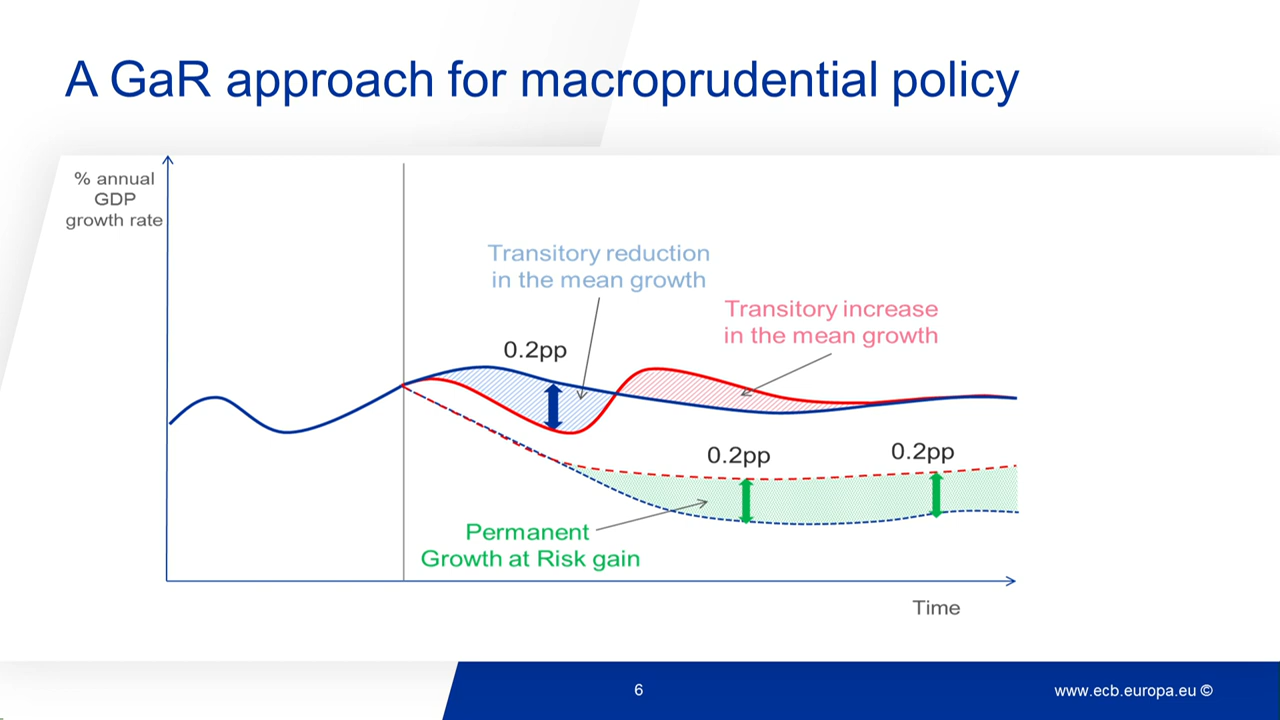 A GaR approach for macroprudential policy
% annual
GDP
growth rate
Transitory reduction
in the mean growth
Transitory increase
in the mean growth
0.2pp
0.2pp
0.2pp
Permanent
Growth at Risk gain
Time
6
www.ecb.europa.eu ©